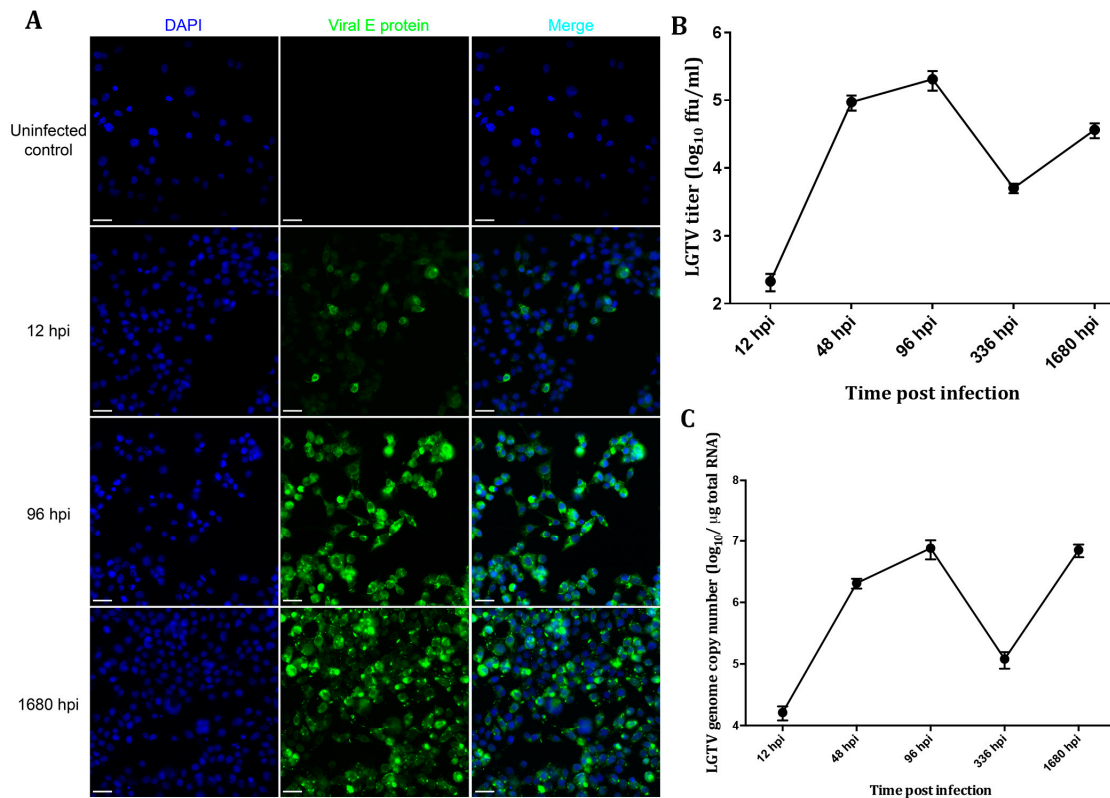 A
DAPI
Viral E protein
Merge
Uninfected
control
12 hpi
96 hpi
1680 hpi
B
LGTV titer (log10 ffu/ml)
6
5
4
3
2
12 hpi
48 hpi
96 hpi
336 hpi
1680 hpi
Time post infection
C
LGTV genome copy number (log10/ µg total RNA)
8
7
6
5
4
12 hpi
48 hpi
96 hpi
336 hpi
1680 hpi
Time post infection